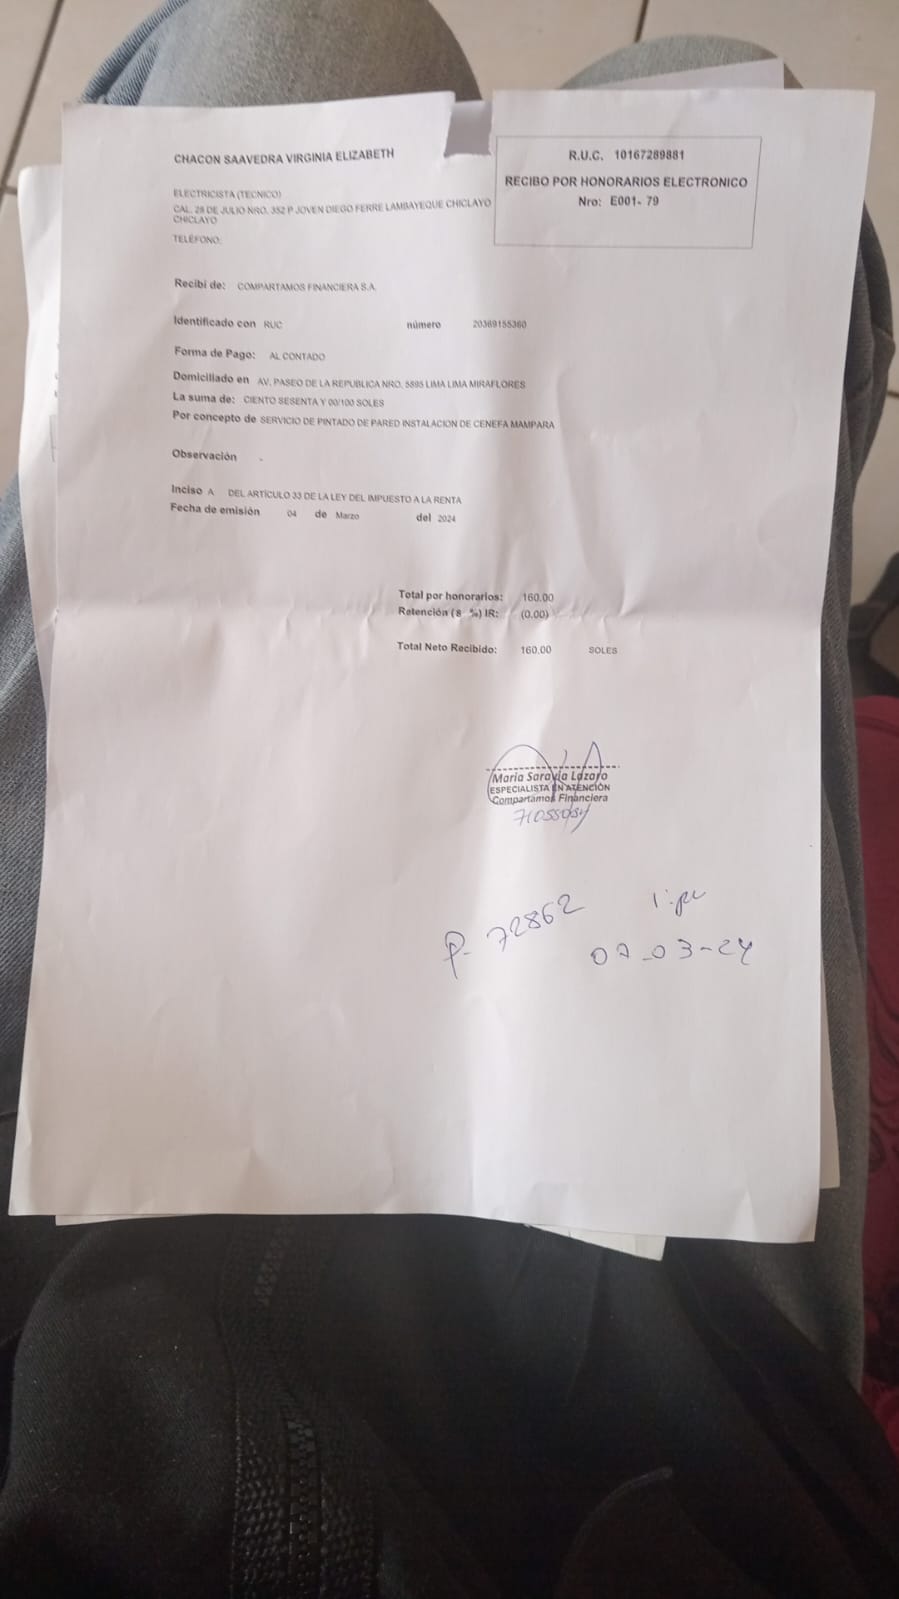 CHACON SAAVEDRA VIRGINIA ELIZABETH
ELECTRICISTA (TECNICO)
CAL. 28 DE JULIO NRO. 352 P JOVEN DIEGO FERRE LAMBAYEQUE CHICLAYO
CHICLAYO
TELÉFONO:
R.U.C. 10167289881
RECIBO POR HONORARIOS ELECTRONICO
Nro: E001- 79
Recibí de: COMPARTAMOS FINANCIERA S.A.
Identificado con RUC número 20369155360
Forma de Pago: AL CONTADO
Domiciliado en AV. PASEO DE LA REPUBLICA NRO. 5895 LIMA LIMA MIRAFLORES
La suma de: CIENTO SESENTA Y 00/100 SOLES
Por concepto de SERVICIO DE PINTADO DE PARED INSTALACION DE CENEFA MAMPARA
Observación -
Inciso A DEL ARTÍCULO 33 DE LA LEY DEL IMPUESTO A LA RENTA
Fecha de emisión 04 de Marzo del 2024
Total por honorarios: 160.00
Retención (8 %) IR: (0.00)
Total Neto Recibido: 160.00 SOLES
Maria Saravia Lazaro
ESPECIALISTA EN ATENCIÓN
Compartamos Financiera
P- 72862
07-03-24